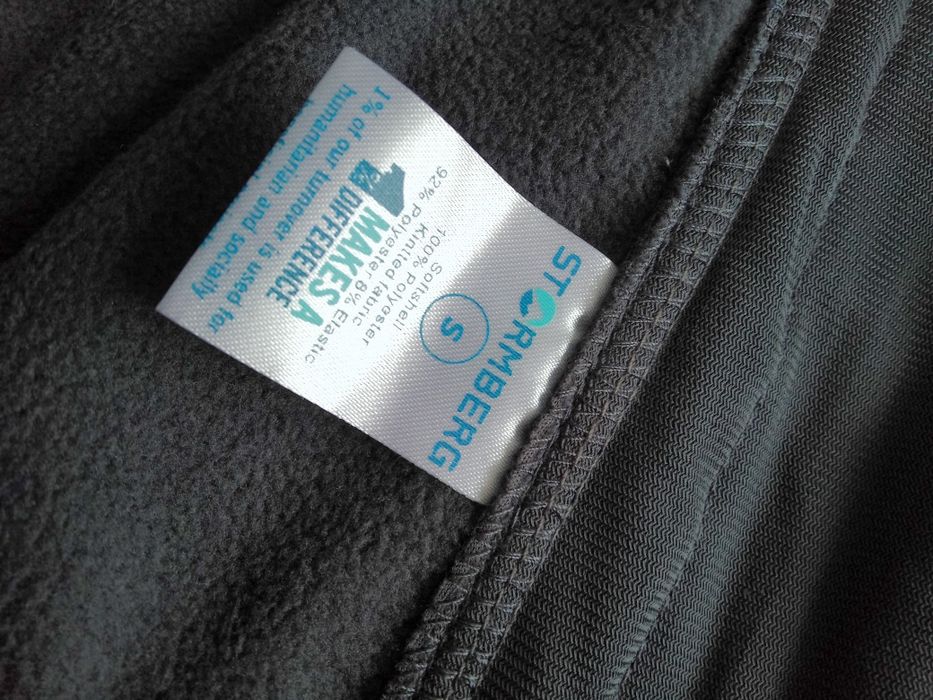 STORMBERG
S
Softshell
100% Polyester
Knitted fabric
92% Polyester 8% Elastic
1% MAKES A
DIFFERENCE
1% of our turnover is used for
humanitarian and socially